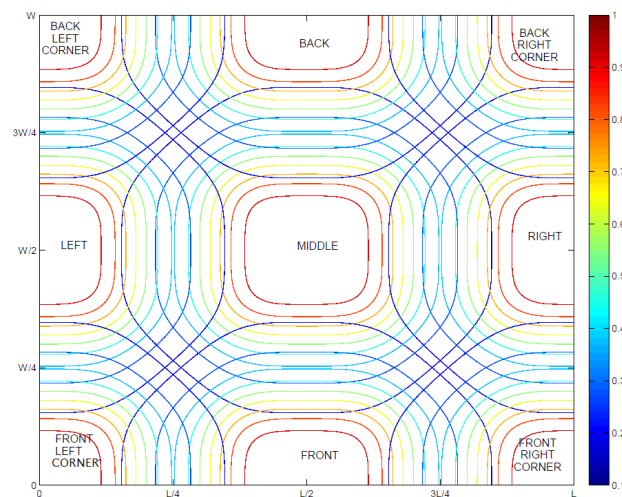 W
BACK
LEFT
CORNER
BACK
BACK
RIGHT
CORNER
1
0.9
0.8
3W/4
0.7
LEFT
W/2
MIDDLE
RIGHT
0.6
0.5
0.4
W/4
0.3
FRONT
LEFT
CORNER
FRONT
FRONT
RIGHT
CORNER
0.2
0
0.1
0
L/4
L/2
3L/4
L